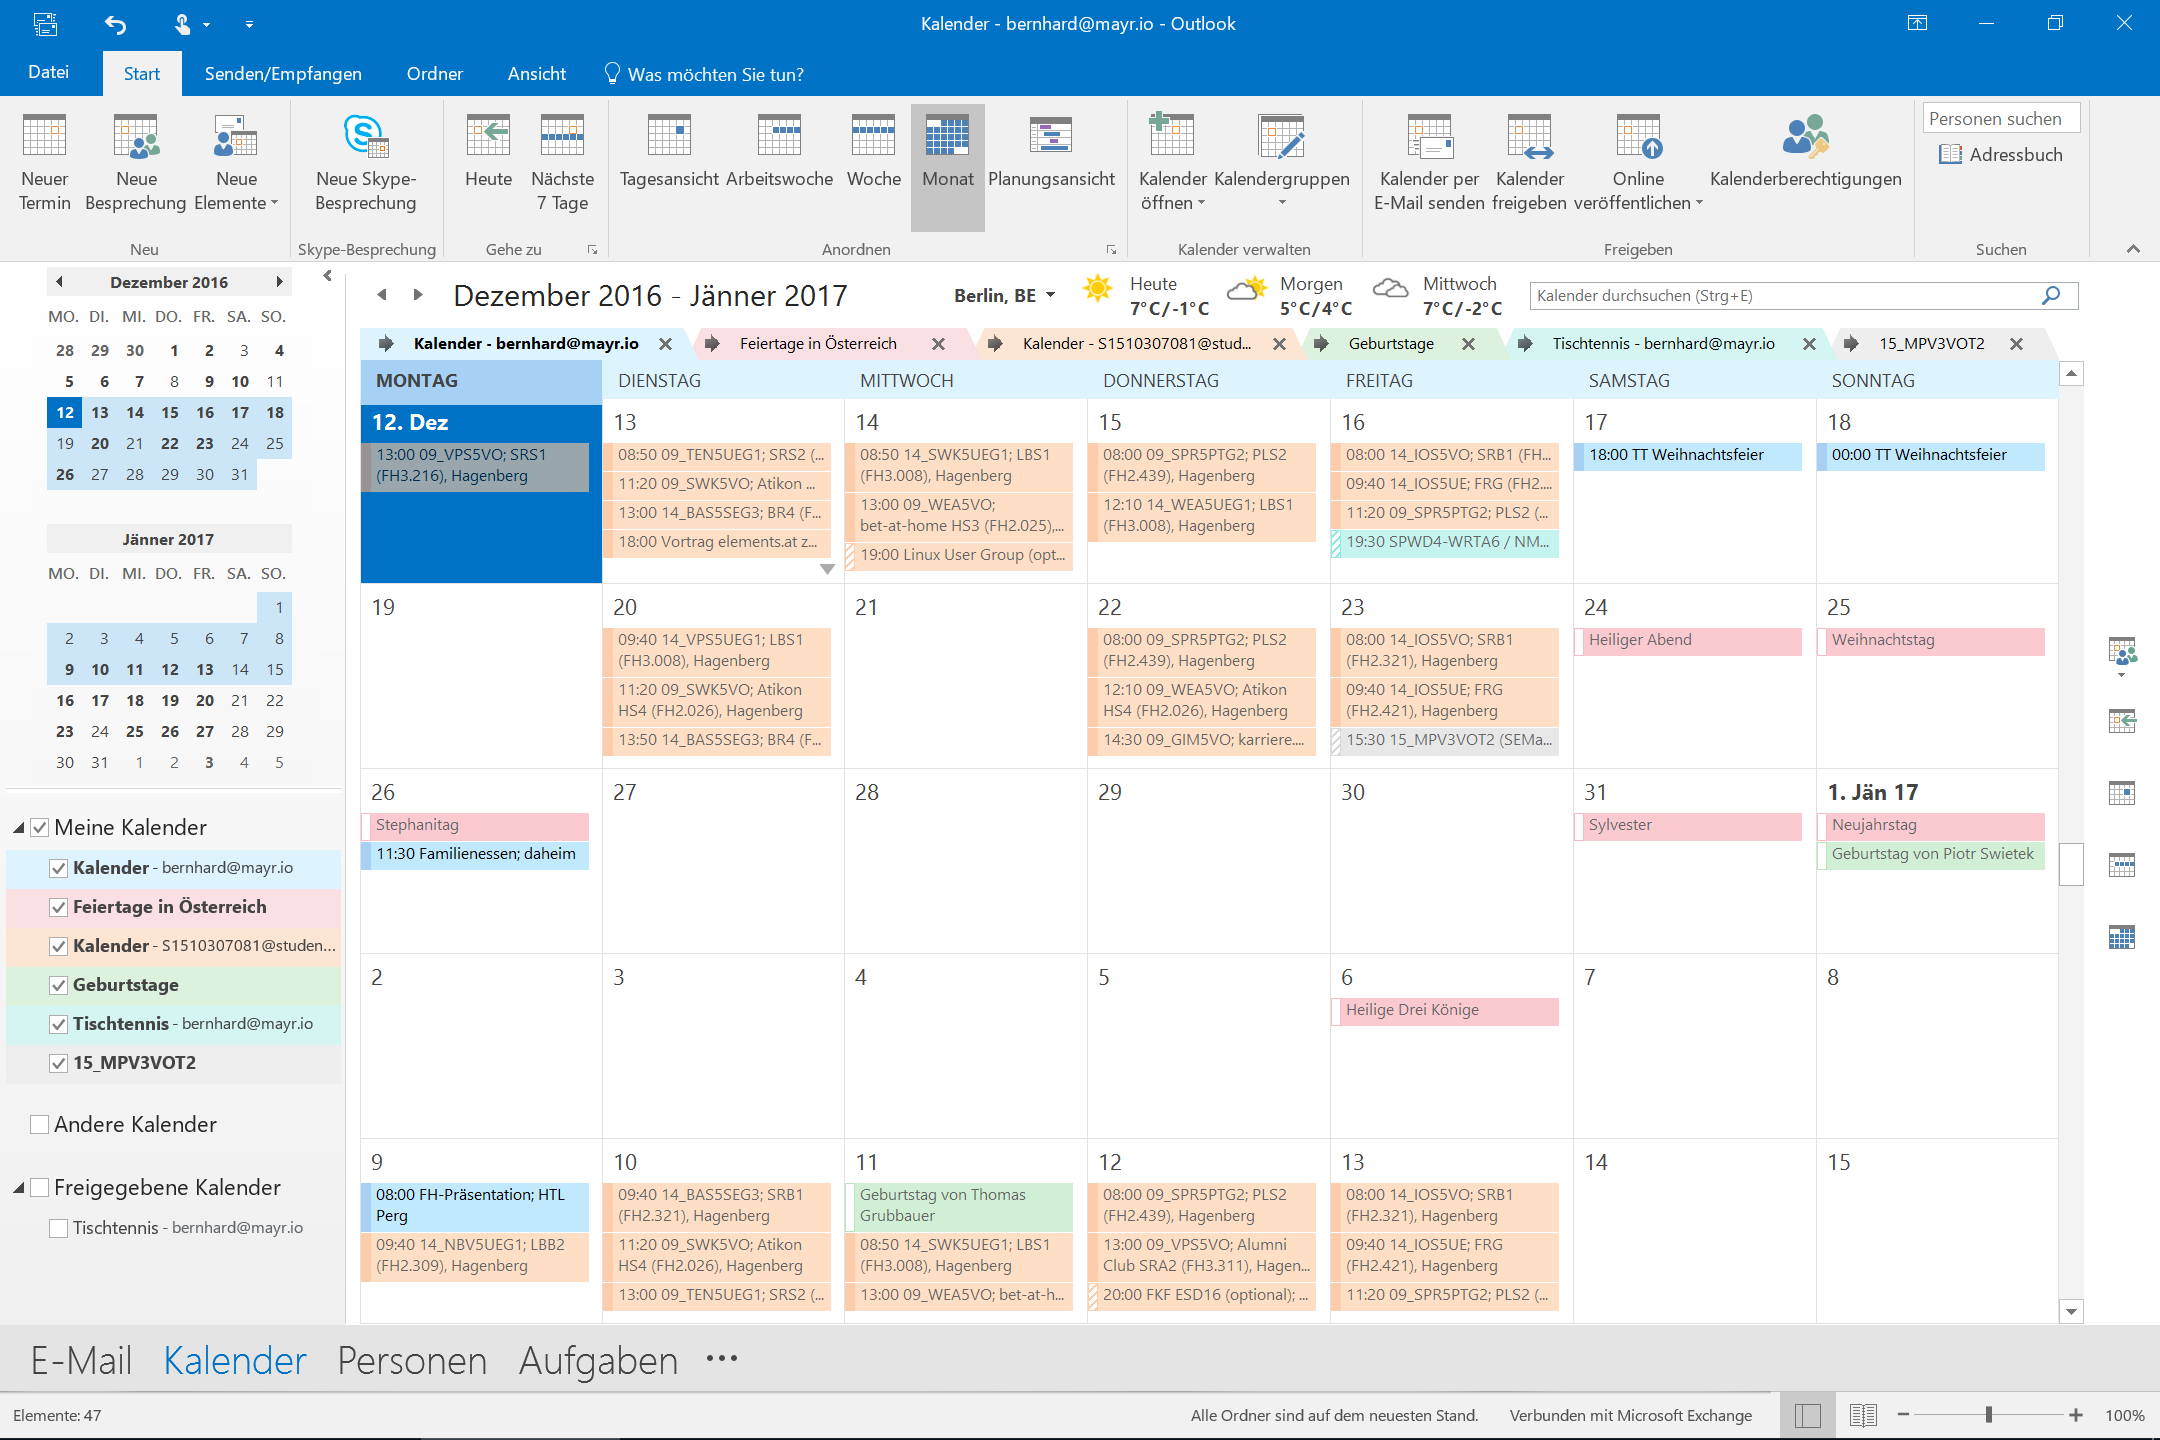 Kalender - bernhard@mayr.io - Outlook
Datei Start Senden/Empfangen Ordner Ansicht Was möchten Sie tun?
Neuer Termin
Neue Besprechung
Neue Elemente
Neu
Neue Skype-Besprechung
Skype-Besprechung
Heute
Nächste 7 Tage
Gehe zu
Tagesansicht
Arbeitswoche
Woche
Monat
Planungsansicht
Anordnen
Kalender öffnen
Kalendergruppen
Kalender verwalten
Kalender per E-Mail senden
Kalender freigeben
Online veröffentlichen
Kalenderberechtigungen
Freigeben
Personen suchen
Adressbuch
Suchen
Dezember 2016
MO. DI. MI. DO. FR. SA. SO.
28 29 30 1 2 3 4
5 6 7 8 9 10 11
12 13 14 15 16 17 18
19 20 21 22 23 24 25
26 27 28 29 30 31
Jänner 2017
MO. DI. MI. DO. FR. SA. SO.
1
2 3 4 5 6 7 8
9 10 11 12 13 14 15
16 17 18 19 20 21 22
23 24 25 26 27 28 29
30 31 1 2 3 4 5
Meine Kalender
Kalender - bernhard@mayr.io
Feiertage in Österreich
Kalender - S1510307081@studen...
Geburtstage
Tischtennis - bernhard@mayr.io
15_MPV3VOT2
Andere Kalender
Freigegebene Kalender
Tischtennis - bernhard@mayr.io
Dezember 2016 - Jänner 2017
Berlin, BE
Heute
7°C/-1°C
Morgen
5°C/4°C
Mittwoch
7°C/-2°C
Kalender durchsuchen (Strg+E)
Kalender - bernhard@mayr.io
Feiertage in Österreich
Kalender - S1510307081@stud...
Geburtstage
Tischtennis - bernhard@mayr.io
15_MPV3VOT2
MONTAG DIENSTAG MITTWOCH DONNERSTAG FREITAG SAMSTAG SONNTAG
12. Dez
13:00 09_VPS5VO; SRS1
(FH3.216), Hagenberg
13
08:50 09_TEN5UEG1; SRS2 (...
11:20 09_SWK5VO; Atikon ...
13:00 14_BAS5SEG3; BR4 (F...
18:00 Vortrag elements.at z...
14
08:50 14_SWK5UEG1; LBS1
(FH3.008), Hagenberg
13:00 09_WEA5VO;
bet-at-home HS3 (FH2.025),...
19:00 Linux User Group (opt...
15
08:00 09_SPR5PTG2; PLS2
(FH2.439), Hagenberg
12:10 14_WEA5UEG1; LBS1
(FH3.008), Hagenberg
16
08:00 14_IOS5VO; SRB1 (FH...
09:40 14_IOS5UE; FRG (FH2....
11:20 09_SPR5PTG2; PLS2 (...
19:30 SPWD4-WRTA6 / NM...
17
18:00 TT Weihnachtsfeier
18
00:00 TT Weihnachtsfeier
19
20
09:40 14_VPS5UEG1; LBS1
(FH3.008), Hagenberg
11:20 09_SWK5VO; Atikon
HS4 (FH2.026), Hagenberg
13:50 14_BAS5SEG3; BR4 (F...
21
22
08:00 09_SPR5PTG2; PLS2
(FH2.439), Hagenberg
12:10 09_WEA5VO; Atikon
HS4 (FH2.026), Hagenberg
14:30 09_GIM5VO; karriere....
23
08:00 14_IOS5VO; SRB1
(FH2.321), Hagenberg
09:40 14_IOS5UE; FRG
(FH2.421), Hagenberg
15:30 15_MPV3VOT2 (SEMa...
24
Heiliger Abend
25
Weihnachtstag
26
Stephanitag
11:30 Familienessen; daheim
27
28
29
30
31
Sylvester
1. Jän 17
Neujahrstag
Geburtstag von Piotr Swietek
2
3
4
5
6
Heilige Drei Könige
7
8
9
08:00 FH-Präsentation; HTL
Perg
09:40 14_NBV5UEG1; LBB2
(FH2.309), Hagenberg
10
09:40 14_BAS5SEG3; SRB1
(FH2.321), Hagenberg
11:20 09_SWK5VO; Atikon
HS4 (FH2.026), Hagenberg
13:00 09_TEN5UEG1; SRS2 (...
11
Geburtstag von Thomas
Grubbauer
08:50 14_SWK5UEG1; LBS1
(FH3.008), Hagenberg
13:00 09_WEA5VO; bet-at-h...
12
08:00 09_SPR5PTG2; PLS2
(FH2.439), Hagenberg
13:00 09_VPS5VO; Alumni
Club SRA2 (FH3.311), Hagen...
20:00 FKF ESD16 (optional); ...
13
08:00 14_IOS5VO; SRB1
(FH2.321), Hagenberg
09:40 14_IOS5UE; FRG
(FH2.421), Hagenberg
11:20 09_SPR5PTG2; PLS2 (...
14
15
E-Mail Kalender Personen Aufgaben ...
Elemente: 47
Alle Ordner sind auf dem neuesten Stand.
Verbunden mit Microsoft Exchange
100%